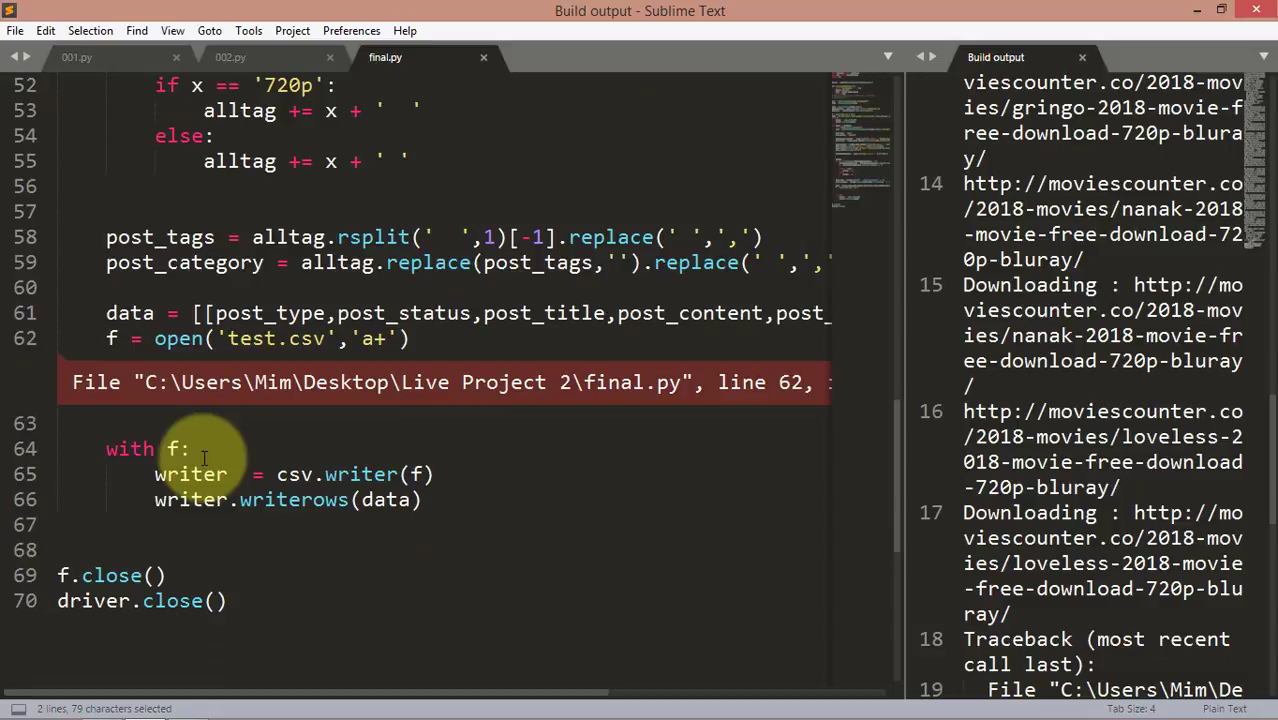 Build output - Sublime Text
File Edit Selection Find View Goto Tools Project Preferences Help
001.py 002.py final.py
52 if x == '720p':
53 alltag += x + '  '
54 else:
55 alltag += x + ' '
56
57
58 post_tags = alltag.rsplit('  ',1)[-1].replace(' ',',')
59 post_category = alltag.replace(post_tags,'').replace(' ',','
60
61 data = [[post_type,post_status,post_title,post_content,post_
62 f = open('test.csv','a+')
File "C:\Users\Mim\Desktop\Live Project 2\final.py", line 62,
63
64 with f:
65 writer  = csv.writer(f)
66 writer.writerows(data)
67
68
69 f.close()
70 driver.close()
Build output
viescounter.co/2018-mov
ies/gringo-2018-movie-f
ree-download-720p-blura
y/
14 http://moviescounter.co
/2018-movies/nanak-2018
-movie-free-download-72
0p-bluray/
15 Downloading : http://mo
viescounter.co/2018-mov
ies/nanak-2018-movie-fr
ee-download-720p-bluray
/
16 http://moviescounter.co
/2018-movies/loveless-2
018-movie-free-download
-720p-bluray/
17 Downloading : http://mo
viescounter.co/2018-mov
ies/loveless-2018-movie
-free-download-720p-blu
ray/
18 Traceback (most recent
call last):
19 File "C:\Users\Mim\De
2 lines, 79 characters selected
Tab Size: 4 Plain Text